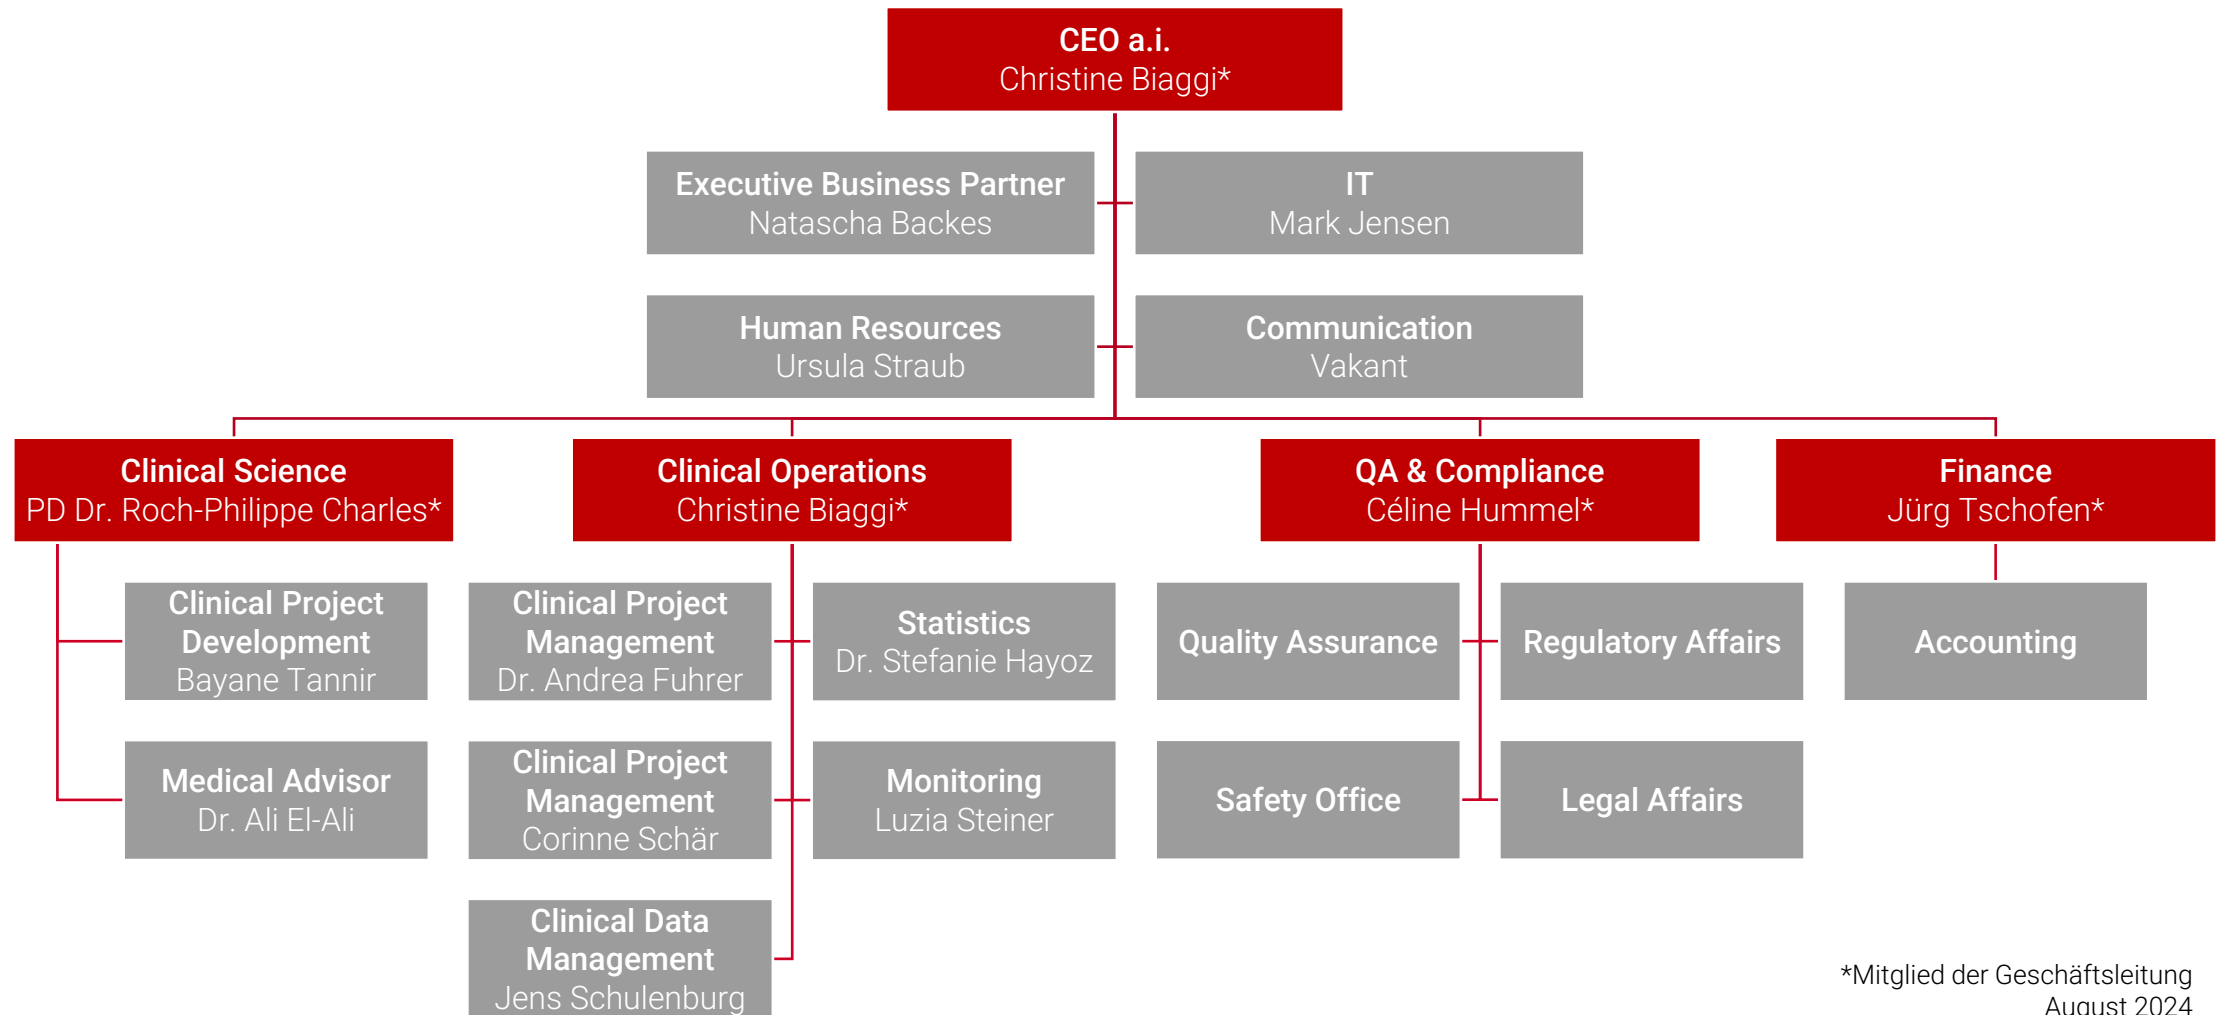 CEO a.i.
Christine Biaggi*
Executive Business Partner
Natascha Backes
IT
Mark Jensen
Human Resources
Ursula Straub
Communication
Vakant
Clinical Science
PD Dr. Roch-Philippe Charles*
Clinical Operations
Christine Biaggi*
QA & Compliance
Céline Hummel*
Finance
Jürg Tschofen*
Clinical Project
Development
Bayane Tannir
Clinical Project
Management
Dr. Andrea Fuhrer
Statistics
Dr. Stefanie Hayoz
Quality Assurance
Regulatory Affairs
Accounting
Medical Advisor
Dr. Ali El-Ali
Clinical Project
Management
Corinne Schär
Monitoring
Luzia Steiner
Safety Office
Legal Affairs
Clinical Data
Management
Jens Schulenburg
*Mitglied der Geschäftsleitung
August 2024